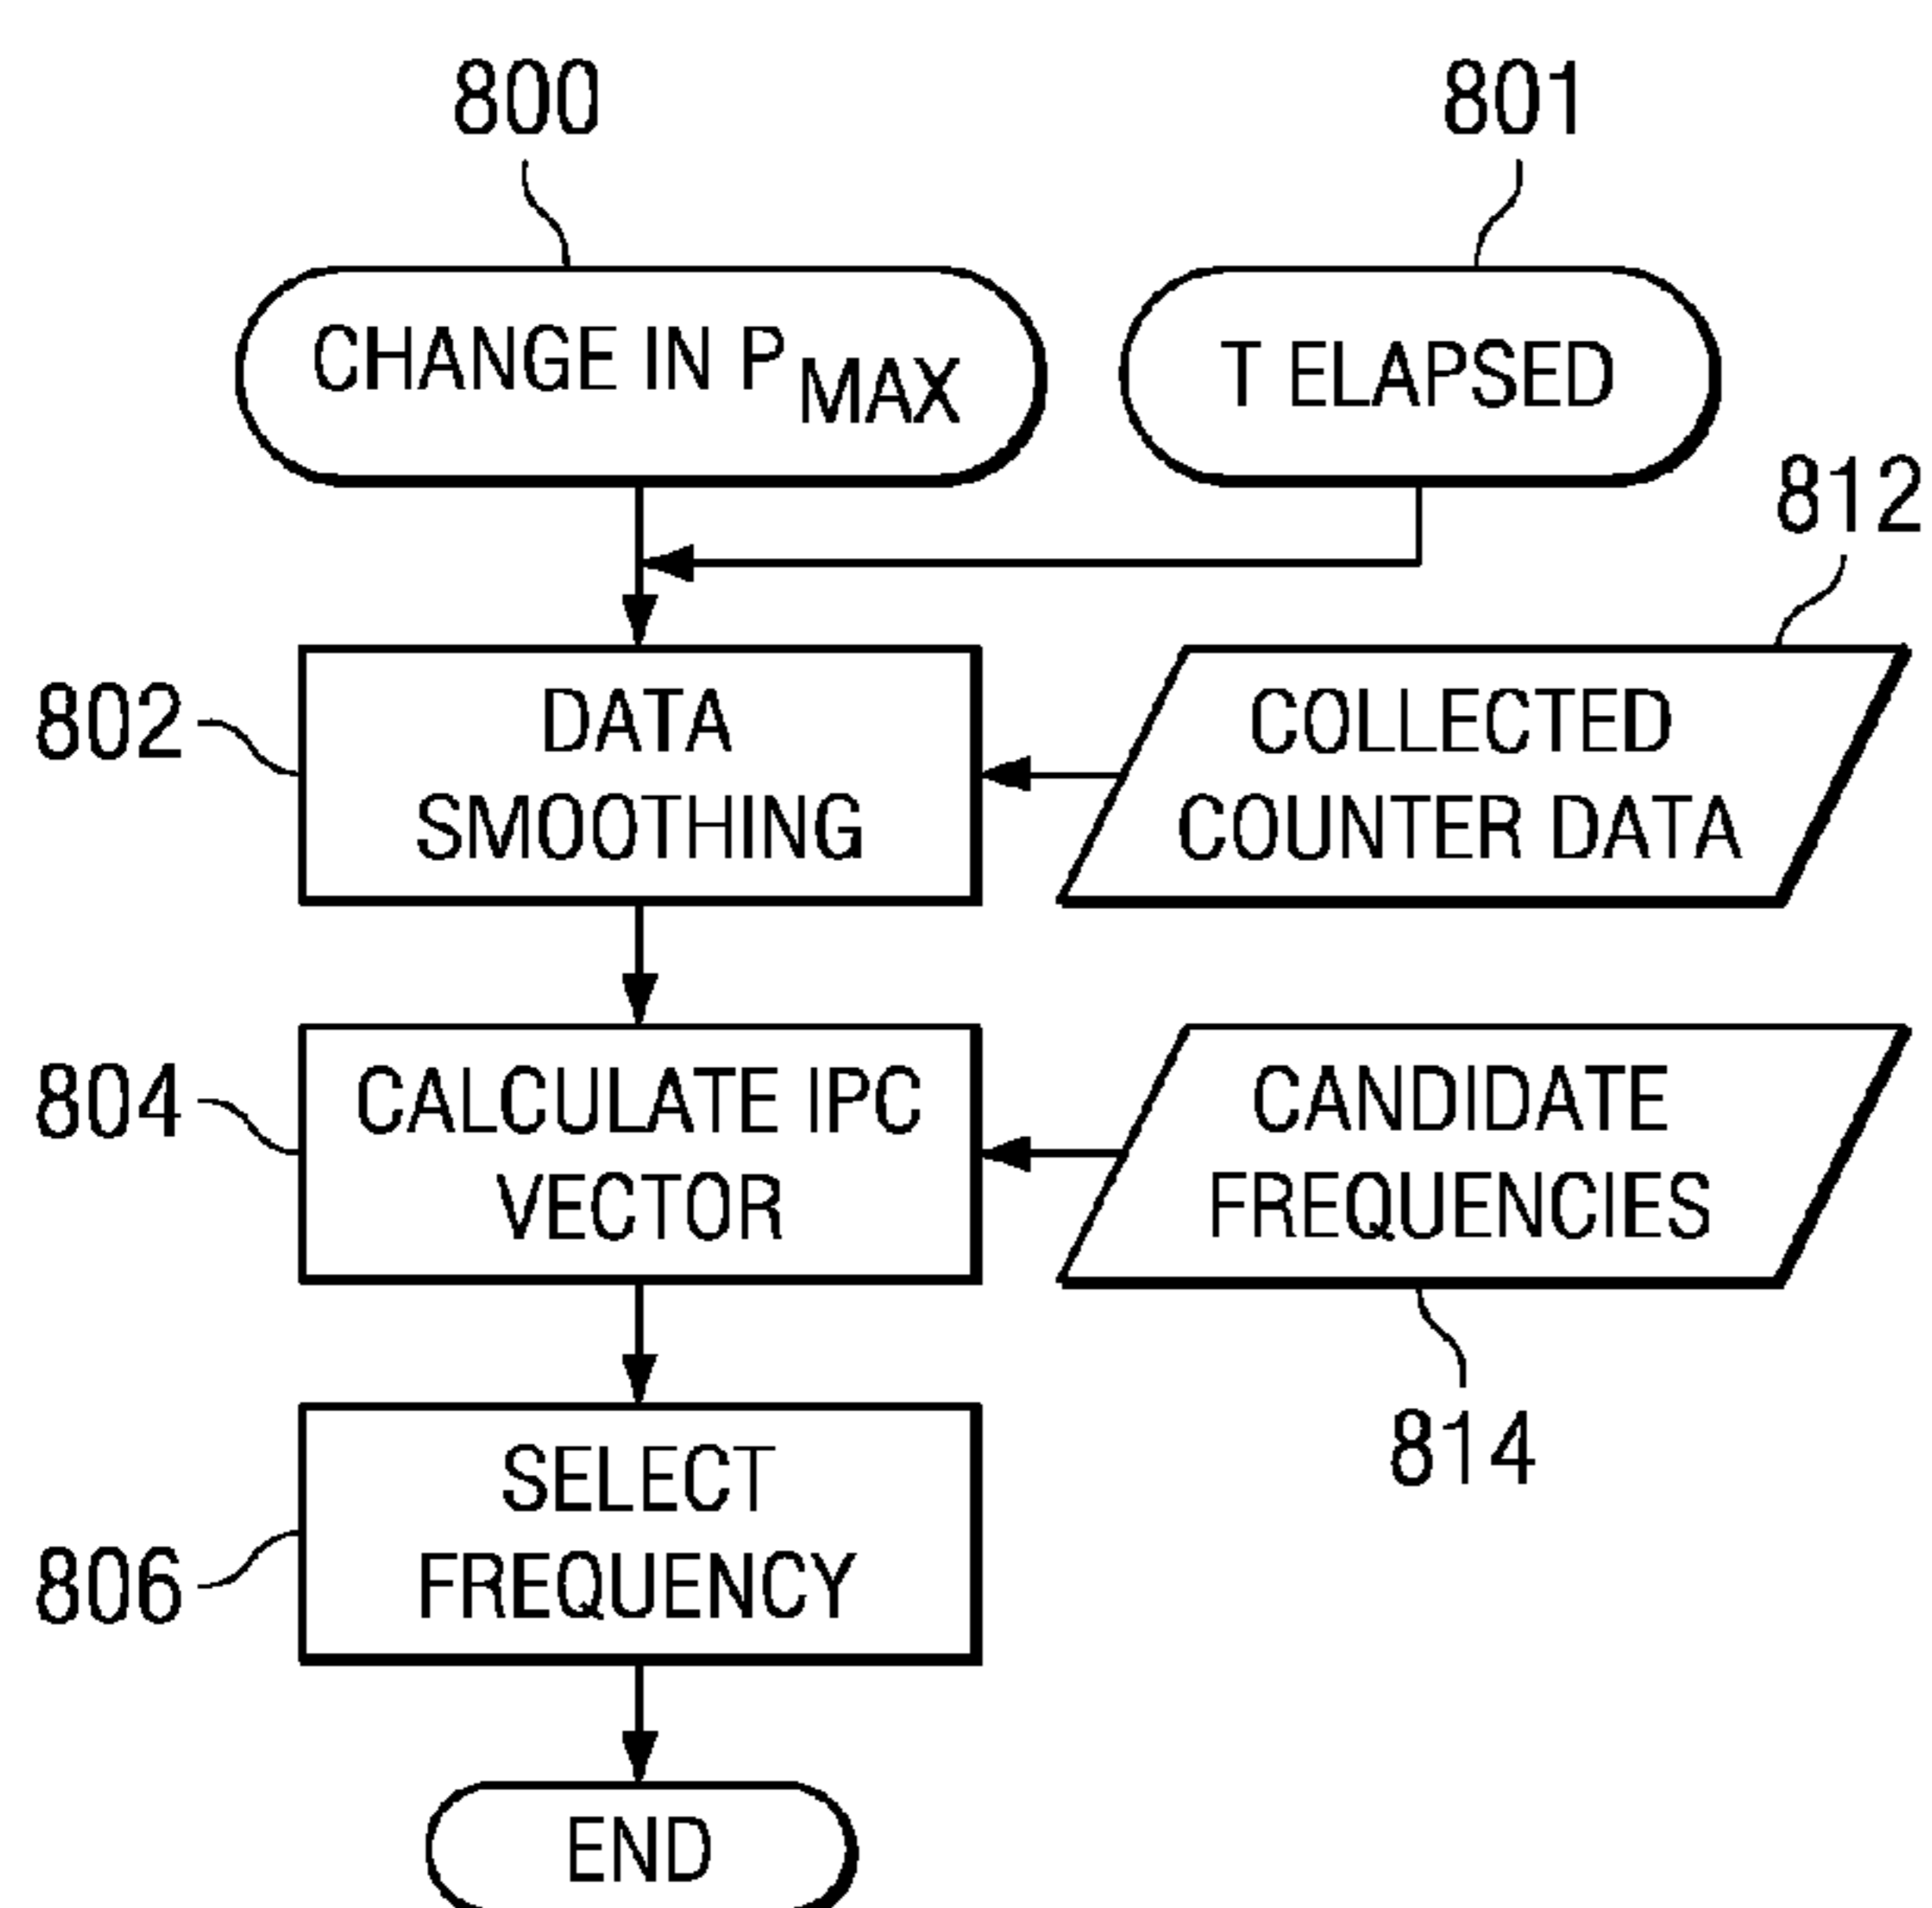 800
801
CHANGE IN P MAX
T ELAPSED
812
802
DATA
SMOOTHING
COLLECTED
COUNTER DATA
804
CALCULATE IPC
VECTOR
CANDIDATE
FREQUENCIES
814
806
SELECT
FREQUENCY
END